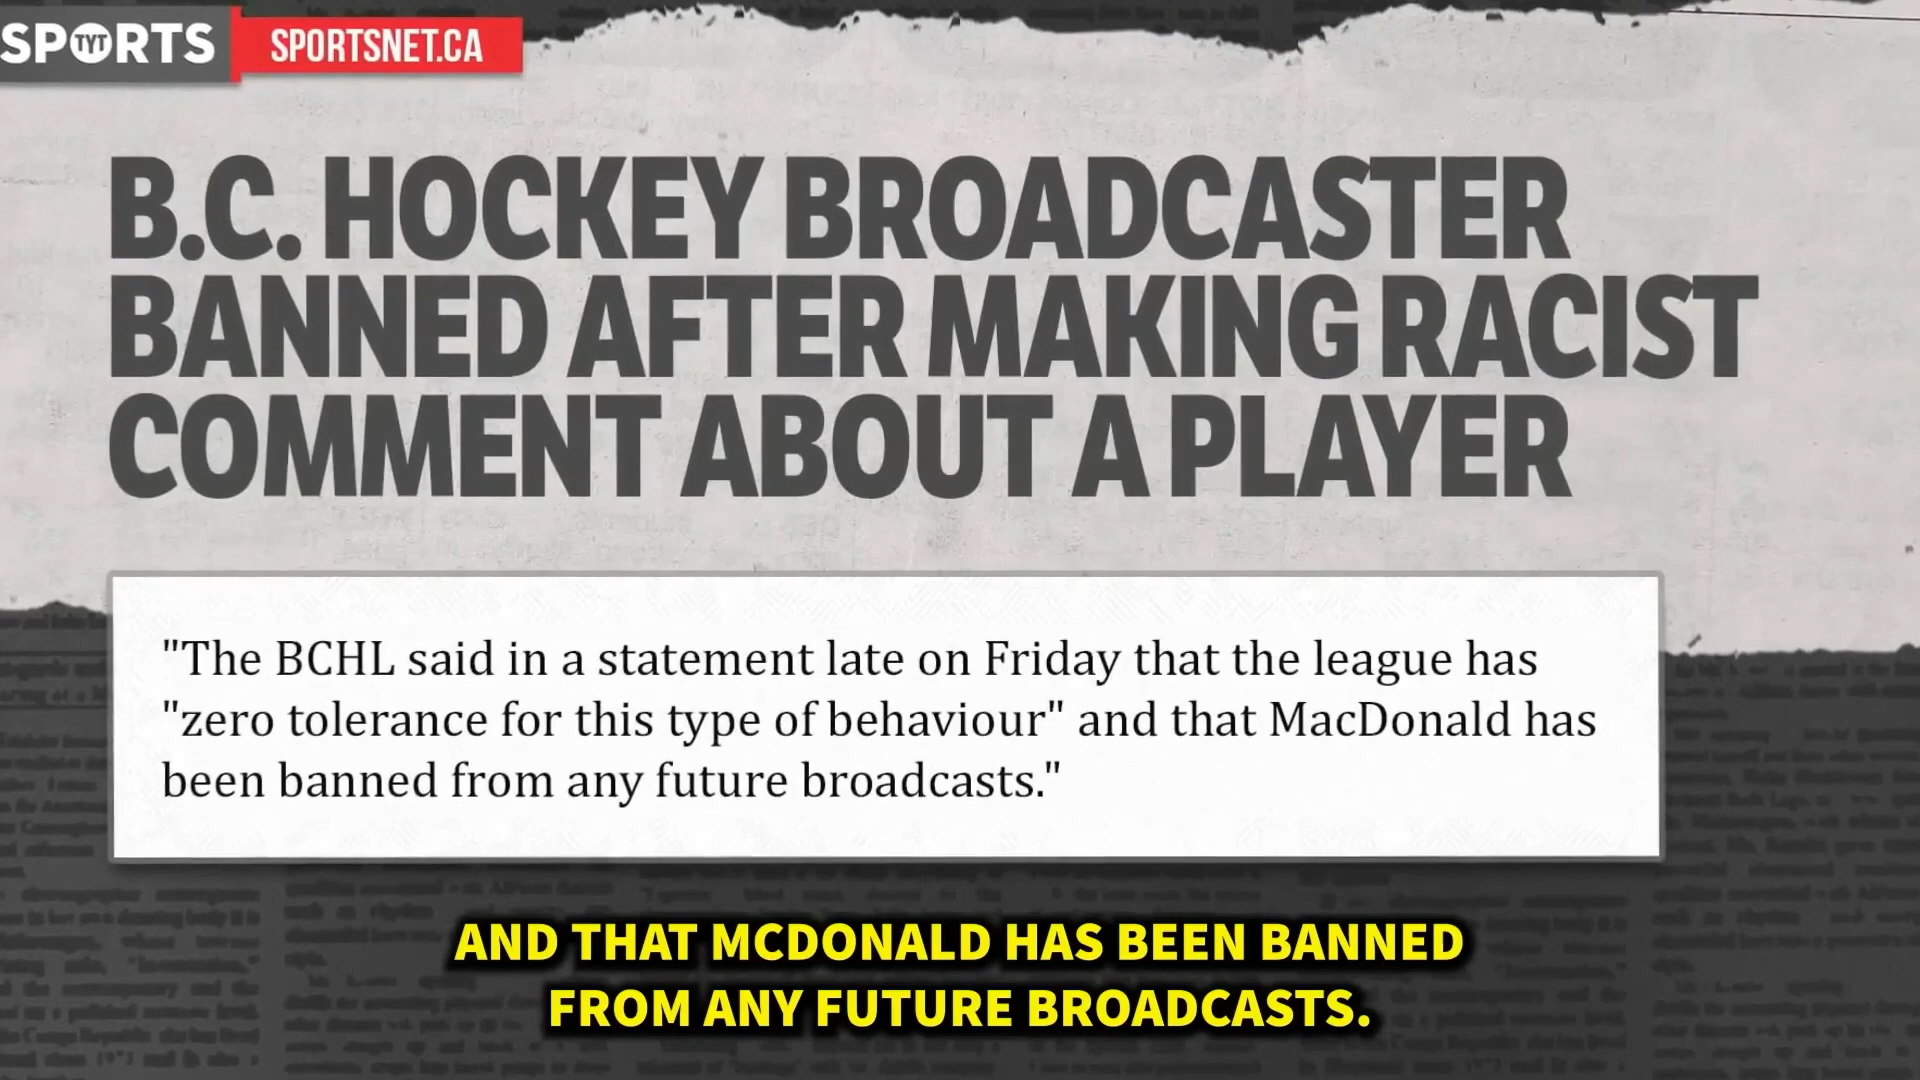 SPORTS TYT SPORTSNET.CA
B.C. HOCKEY BROADCASTER
BANNED AFTER MAKING RACIST
COMMENT ABOUT A PLAYER
"The BCHL said in a statement late on Friday that the league has
"zero tolerance for this type of behaviour" and that MacDonald has
been banned from any future broadcasts."
AND THAT MCDONALD HAS BEEN BANNED
FROM ANY FUTURE BROADCASTS.